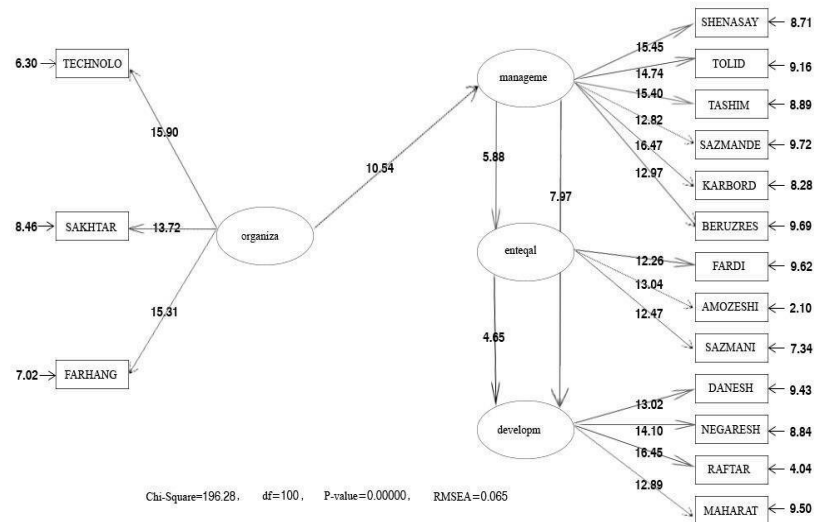 SHENASAY
8.71
15.45
6.30
TECHNOLO
manageme
14.74
TOLID
9.16
15.40
TASHIM
8.89
12.82
15.90
SAZMANDE
9.72
16.47
10.54
5.88
KARBORD
8.28
12.97
7.97
8.46
SAKHTAR
13.72
organiza
BERUZRES
9.69
enteqal
12.26
FARDI
9.62
13.04
AMOZESHI
2.10
12.47
15.31
4.65
SAZMANI
7.34
7.02
FARHANG
DANESH
9.43
13.02
developm
14.10
NEGARESH
8.84
16.45
RAFTAR
4.04
12.89
MAHARAT
9.50
Chi-Square=196.28, df=100, P-value=0.00000, RMSEA=0.065